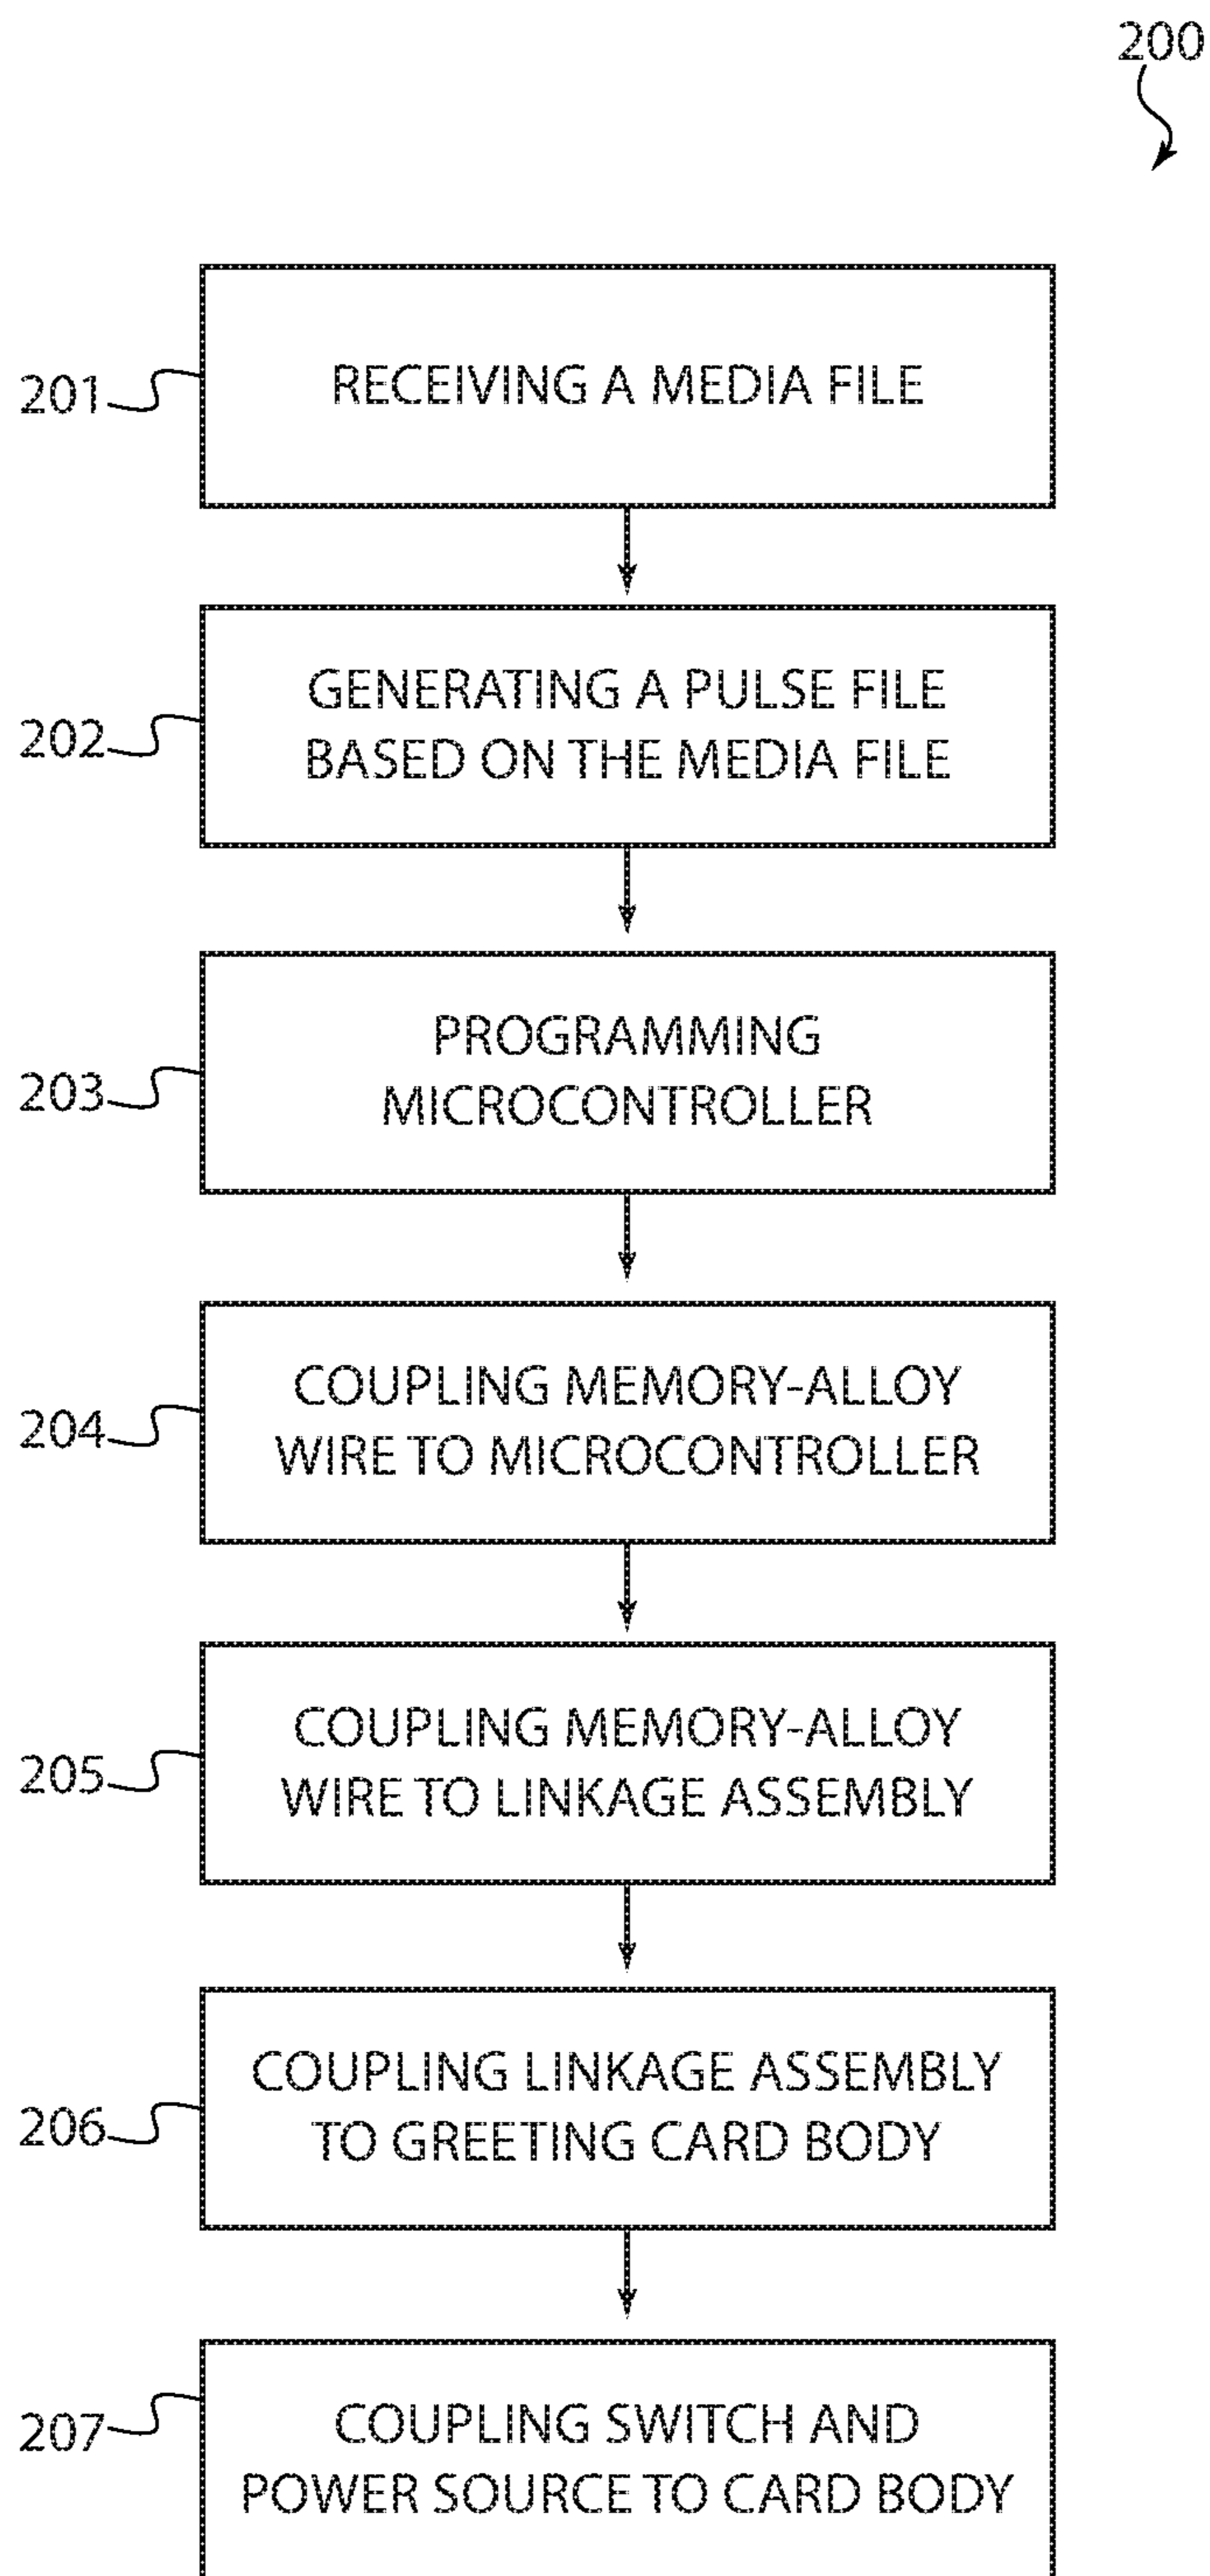 200
201
RECEIVING A MEDIA FILE
202
GENERATING A PULSE FILE
BASED ON THE MEDIA FILE
203
PROGRAMMING
MICROCONTROLLER
204
COUPLING MEMORY-ALLOY
WIRE TO MICROCONTROLLER
205
COUPLING MEMORY-ALLOY
WIRE TO LINKAGE ASSEMBLY
206
COUPLING LINKAGE ASSEMBLY
TO GREETING CARD BODY
207
COUPLING SWITCH AND
POWER SOURCE TO CARD BODY